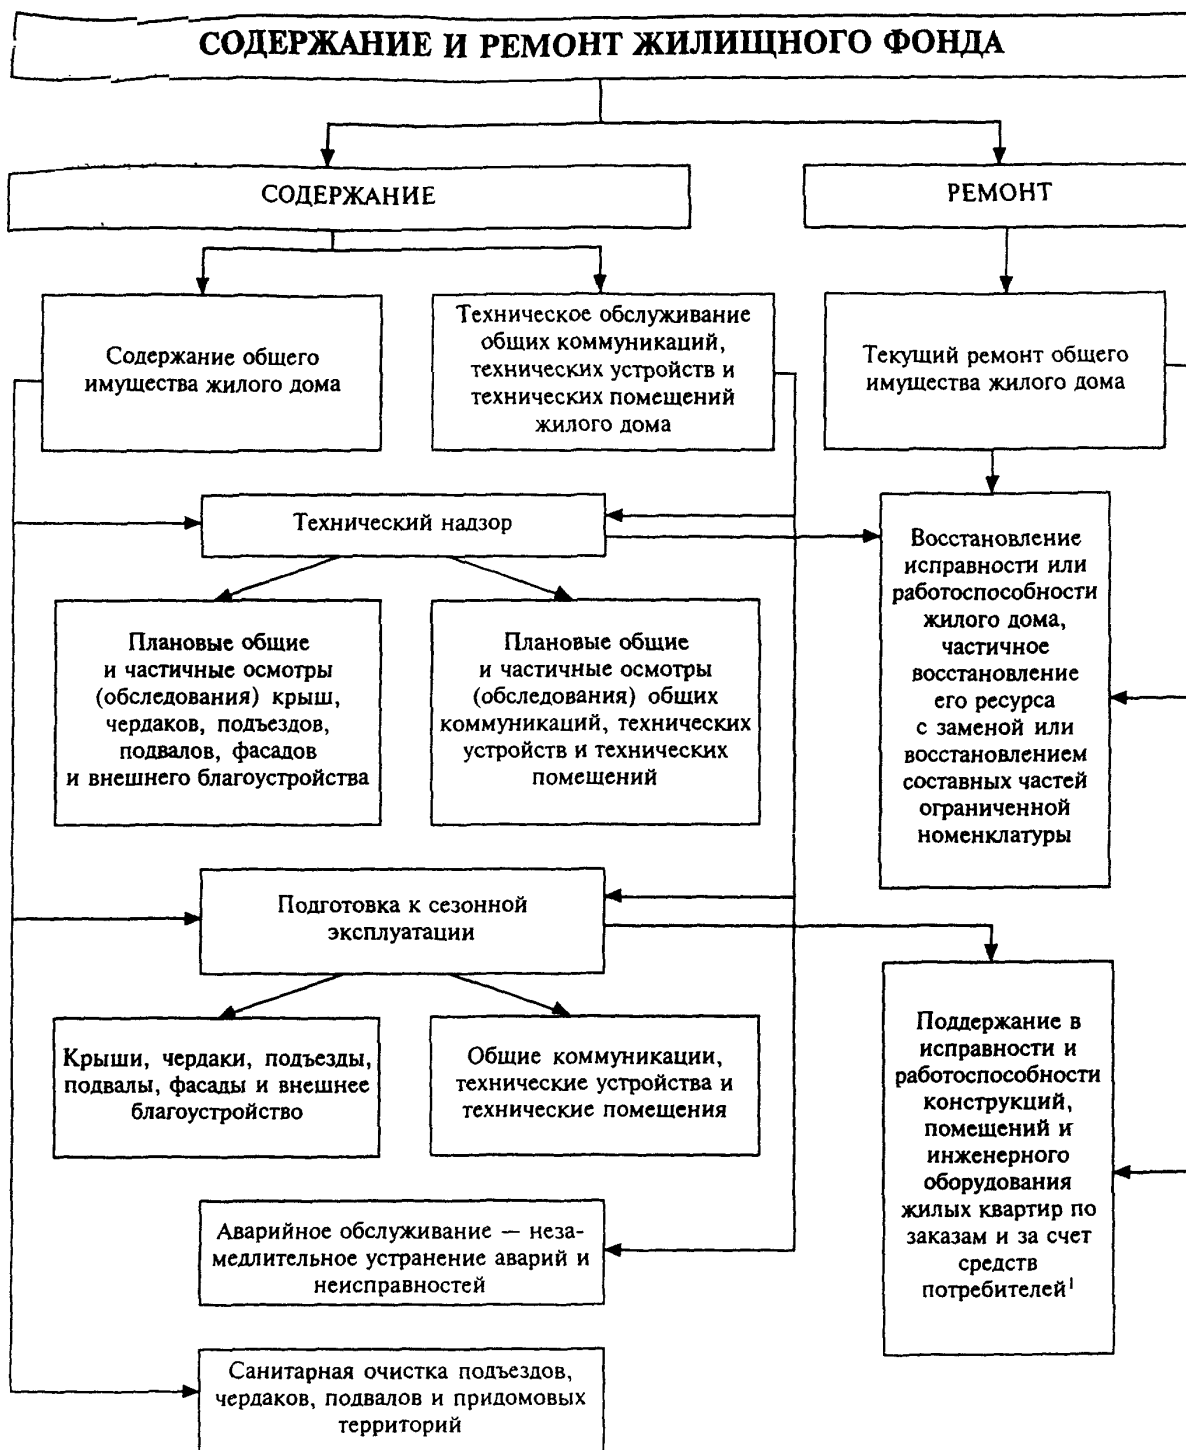 СОДЕРЖАНИЕ И РЕМОНТ ЖИЛИЩНОГО ФОНДА
СОДЕРЖАНИЕ
РЕМОНТ
Содержание общего
имущества жилого дома
Техническое обслуживание
общих коммуникаций,
технических устройств и
технических помещений
жилого дома
Текущий ремонт общего
имущества жилого дома
Технический надзор
Восстановление
исправности или
работоспособности
жилого дома,
частичное
восстановление
его ресурса
с заменой или
восстановлением
составных частей
ограниченной
номенклатуры
Плановые общие
и частичные осмотры
(обследования) крыш,
чердаков, подъездов,
подвалов, фасадов
и внешнего благоустройства
Плановые общие
и частичные осмотры
(обследования) общих
коммуникаций, технических
устройств и технических
помещений
Подготовка к сезонной
эксплуатации
Крыши, чердаки, подъезды,
подвалы, фасады и внешнее
благоустройство
Общие коммуникации,
технические устройства и
технические помещения
Поддержание в
исправности и
работоспособности
конструкций,
помещений и
инженерного
оборудования
жилых квартир по
заказам и за счет
средств
потребителей¹
Аварийное обслуживание — неза-
медлительное устранение аварий и
неисправностей
Санитарная очистка подъездов,
чердаков, подвалов и придомовых
территорий